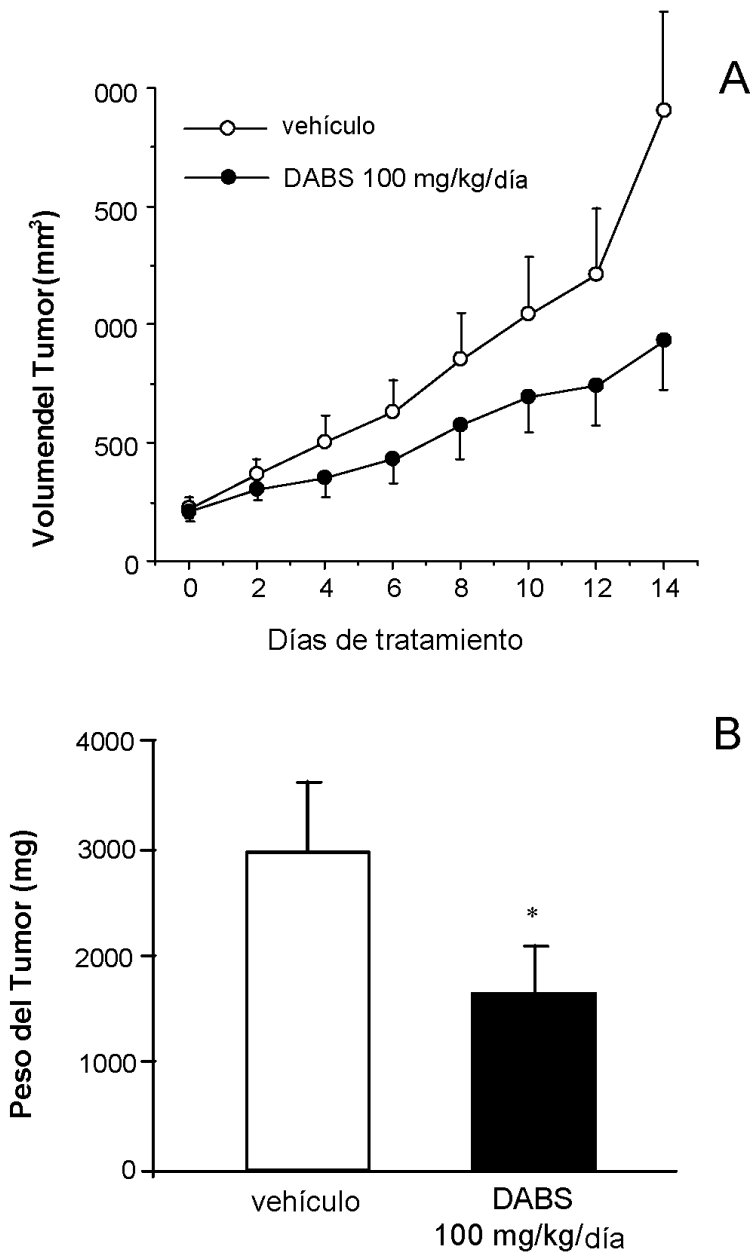 A
000
vehículo
DABS 100 mg/kg/día
500
000
500
0
Volumendel Tumor(mm³)
0 2 4 6 8 10 12 14
Días de tratamiento
B
4000
3000
2000
1000
0
Peso del Tumor (mg)
*
vehículo
DABS
100 mg/kg/día